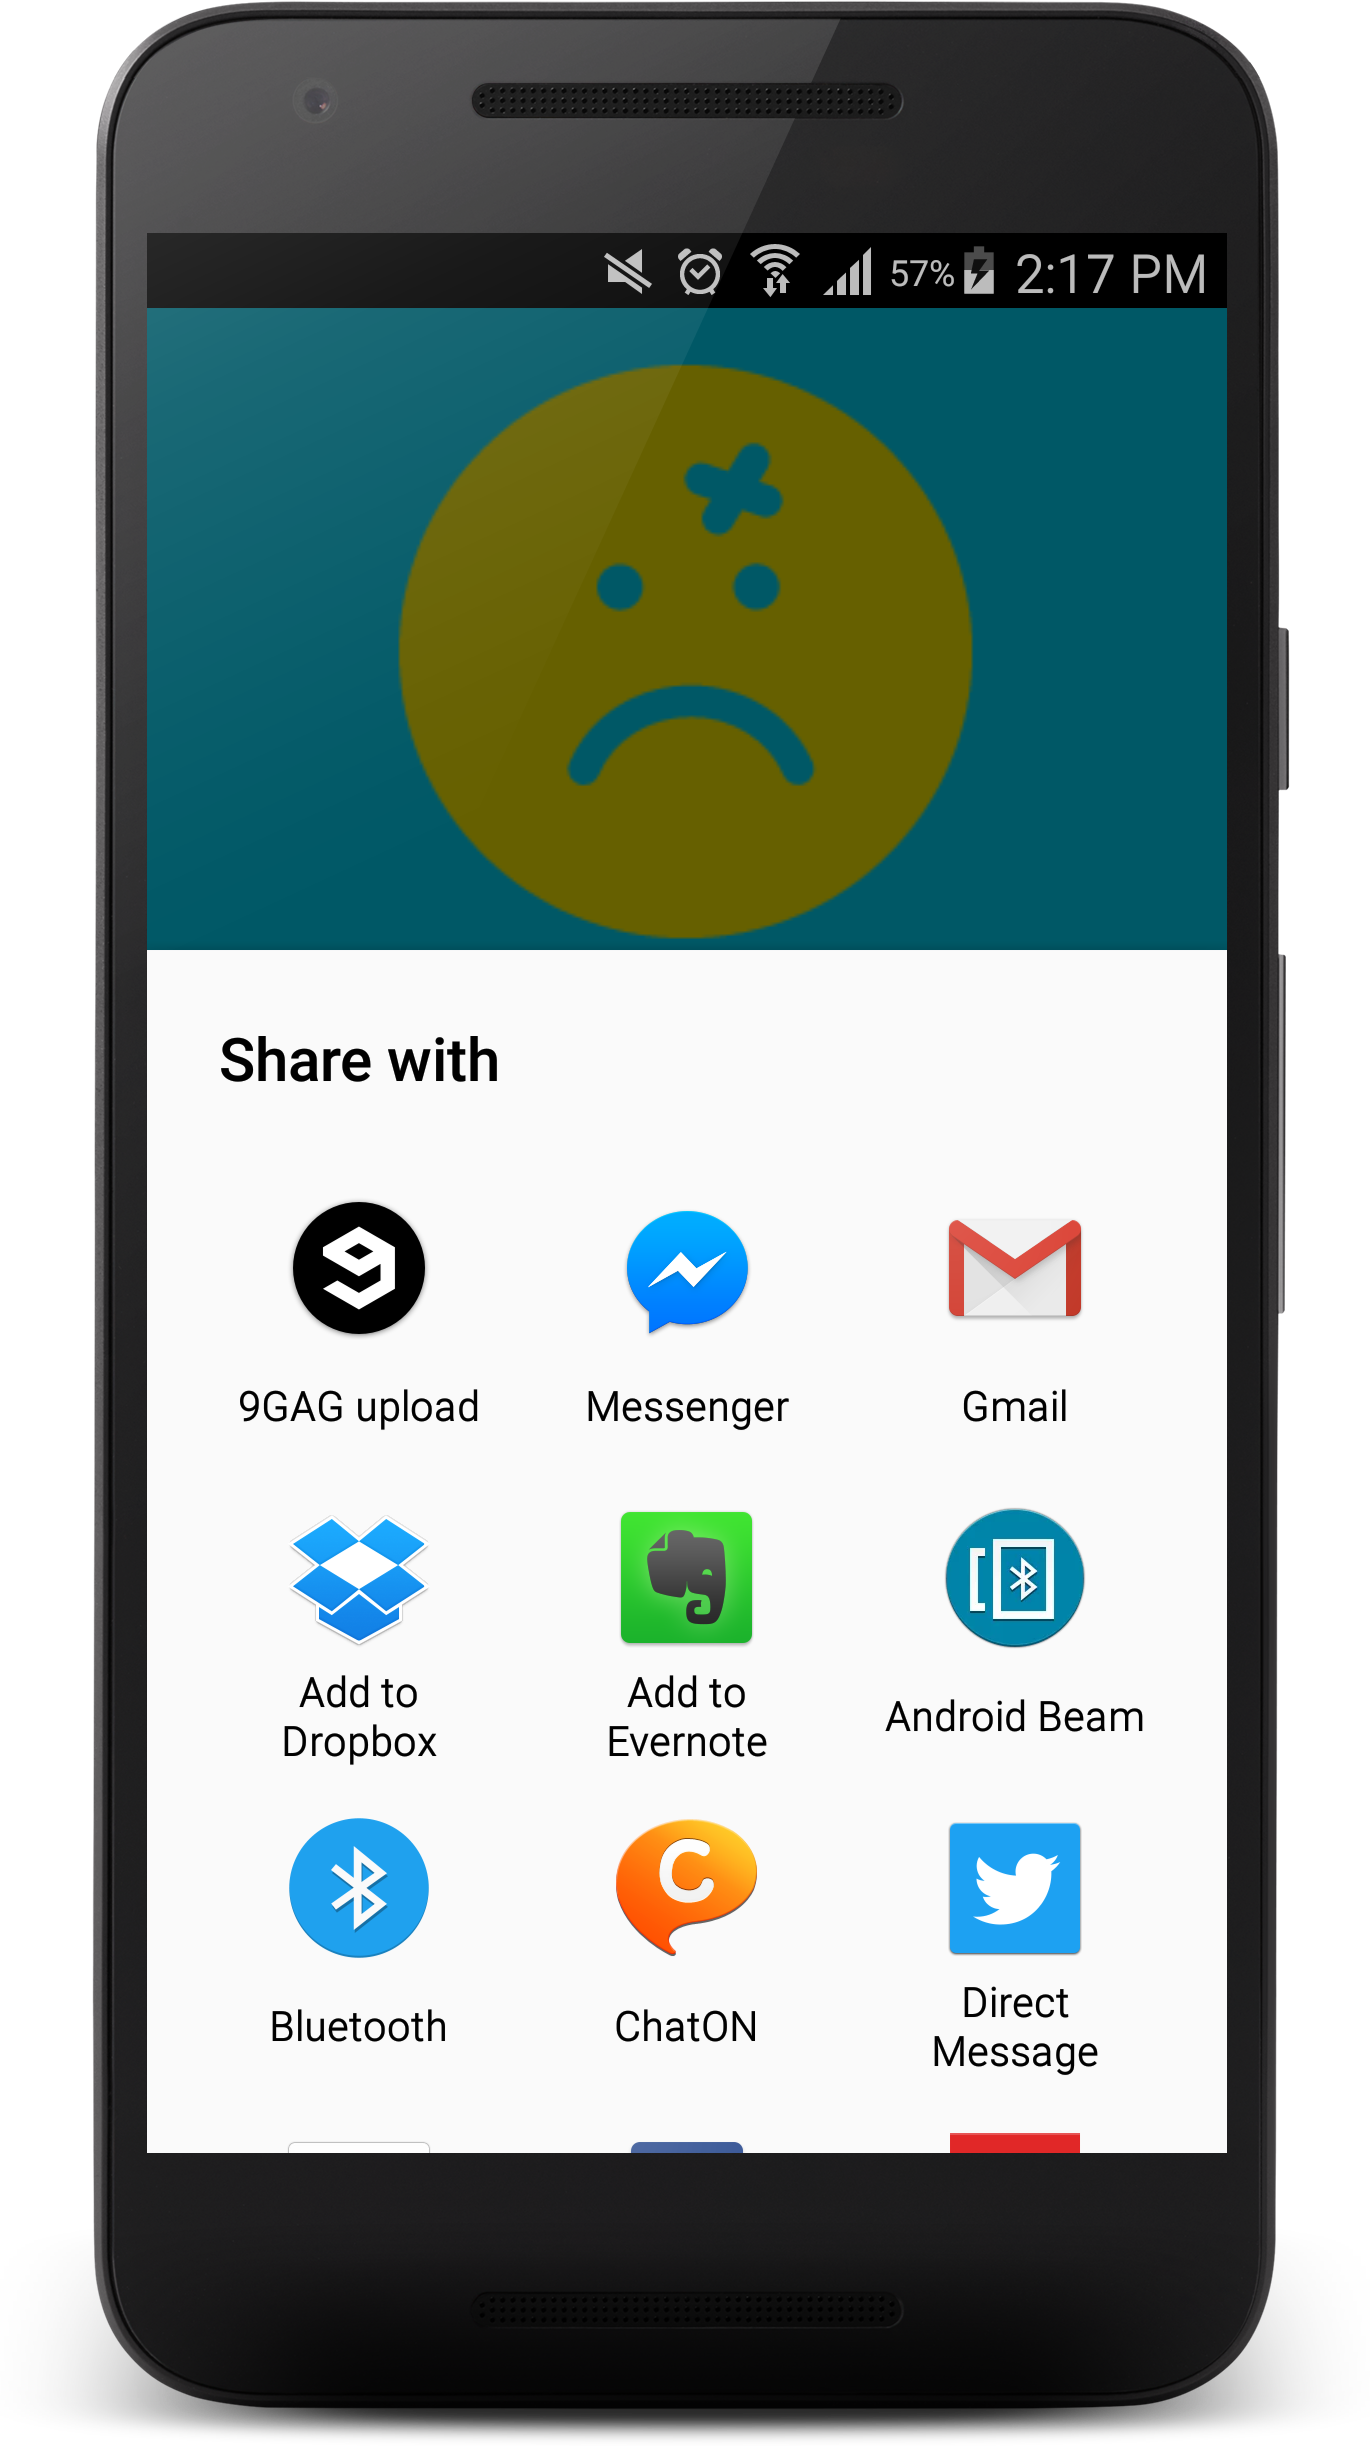 57% 2:17 PM
Share with
9GAG upload
Messenger
Gmail
Add to
Dropbox
Add to
Evernote
Android Beam
Bluetooth
ChatON
Direct
Message